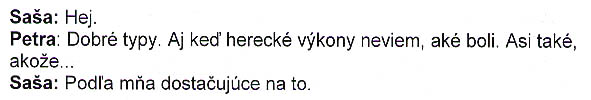 Saša: Hej.
Petra: Dobré typy. Aj keď herecké výkony neviem, aké boli. Asi také,
akože...
Saša: Podľa mňa dostačujúce na to.